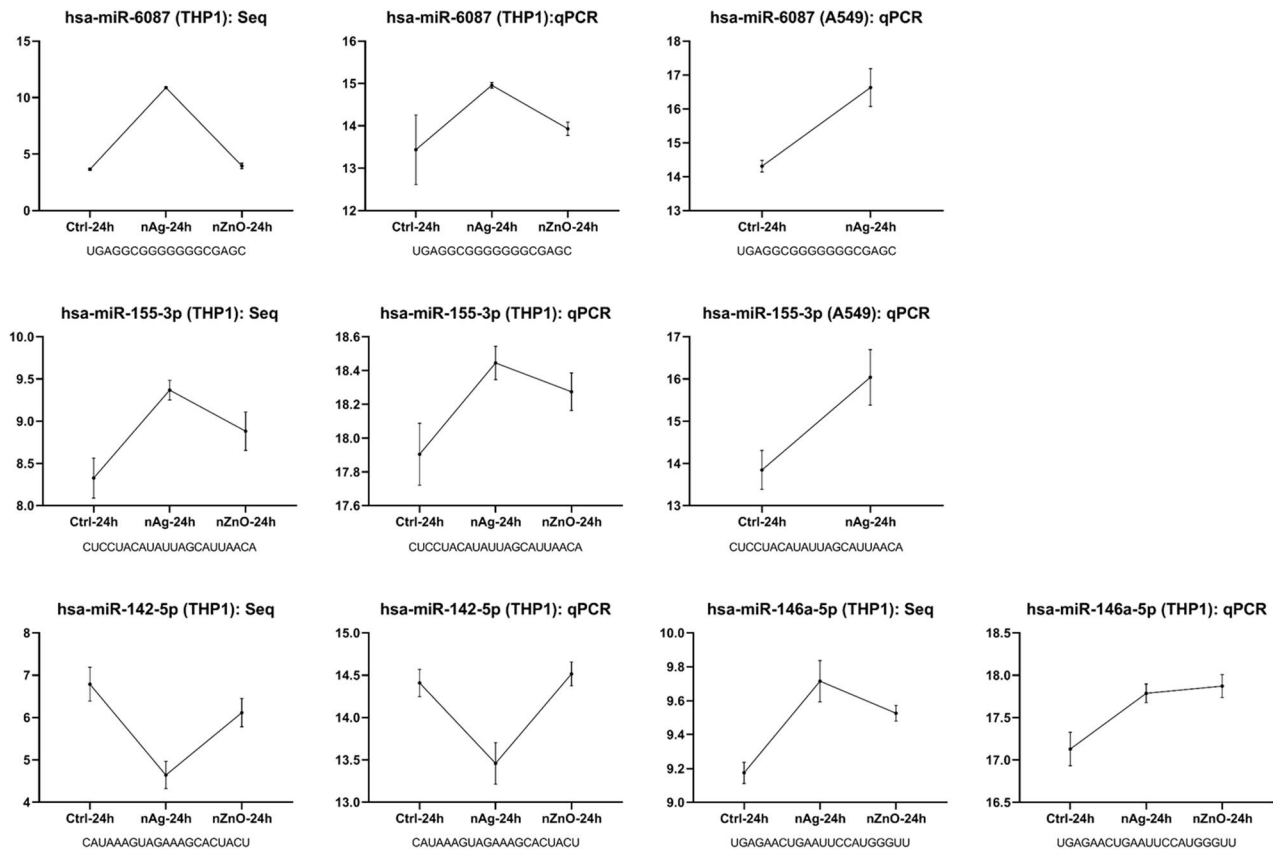 hsa-miR-6087 (THP1): Seq
15
10
5
0
Ctrl-24h nAg-24h nZnO-24h
UGAGGCGGGGGGGCGAGC
hsa-miR-6087 (THP1):qPCR
16
15
14
13
12
Ctrl-24h nAg-24h nZnO-24h
UGAGGCGGGGGGGCGAGC
hsa-miR-6087 (A549): qPCR
18
17
16
15
14
13
Ctrl-24h nAg-24h
UGAGGCGGGGGGGCGAGC
hsa-miR-155-3p (THP1): Seq
10.0
9.5
9.0
8.5
8.0
Ctrl-24h nAg-24h nZnO-24h
CUCCUACAUAUUAGCAUUAACA
hsa-miR-155-3p (THP1): qPCR
18.6
18.4
18.2
18.0
17.8
17.6
Ctrl-24h nAg-24h nZnO-24h
CUCCUACAUAUUAGCAUUAACA
hsa-miR-155-3p (A549): qPCR
17
16
15
14
13
Ctrl-24h nAg-24h
CUCCUACAUAUUAGCAUUAACA
hsa-miR-142-5p (THP1): Seq
8
7
6
5
4
Ctrl-24h nAg-24h nZnO-24h
CAUAAAGUAGAAAGCACUACU
hsa-miR-142-5p (THP1): qPCR
15.0
14.5
14.0
13.5
13.0
Ctrl-24h nAg-24h nZnO-24h
CAUAAAGUAGAAAGCACUACU
hsa-miR-146a-5p (THP1): Seq
10.0
9.8
9.6
9.4
9.2
9.0
Ctrl-24h nAg-24h nZnO-24h
UGAGAACUGAAUUCCAUGGGUU
hsa-miR-146a-5p (THP1): qPCR
18.5
18.0
17.5
17.0
16.5
Ctrl-24h nAg-24h nZnO-24h
UGAGAACUGAAUUCCAUGGGUU